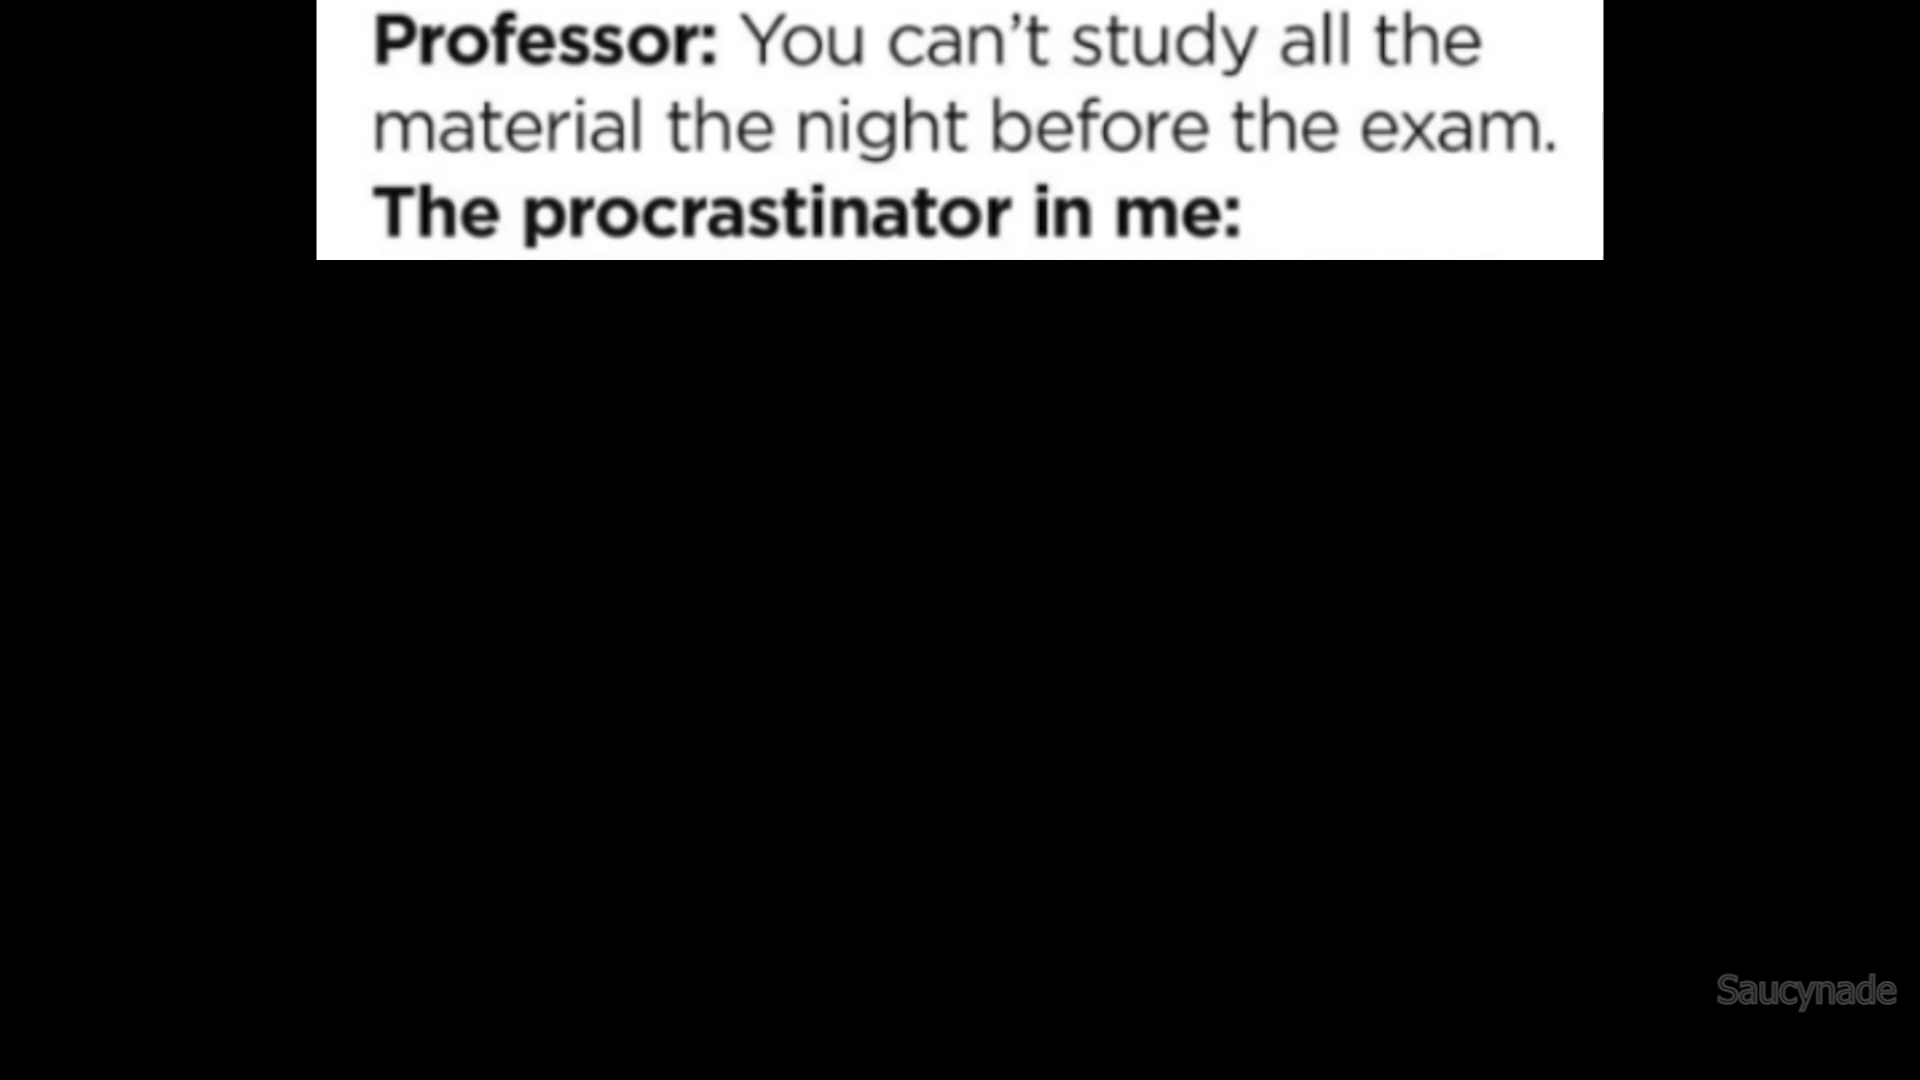 Professor: You can’t study all the
material the night before the exam.
The procrastinator in me:
Saucynade